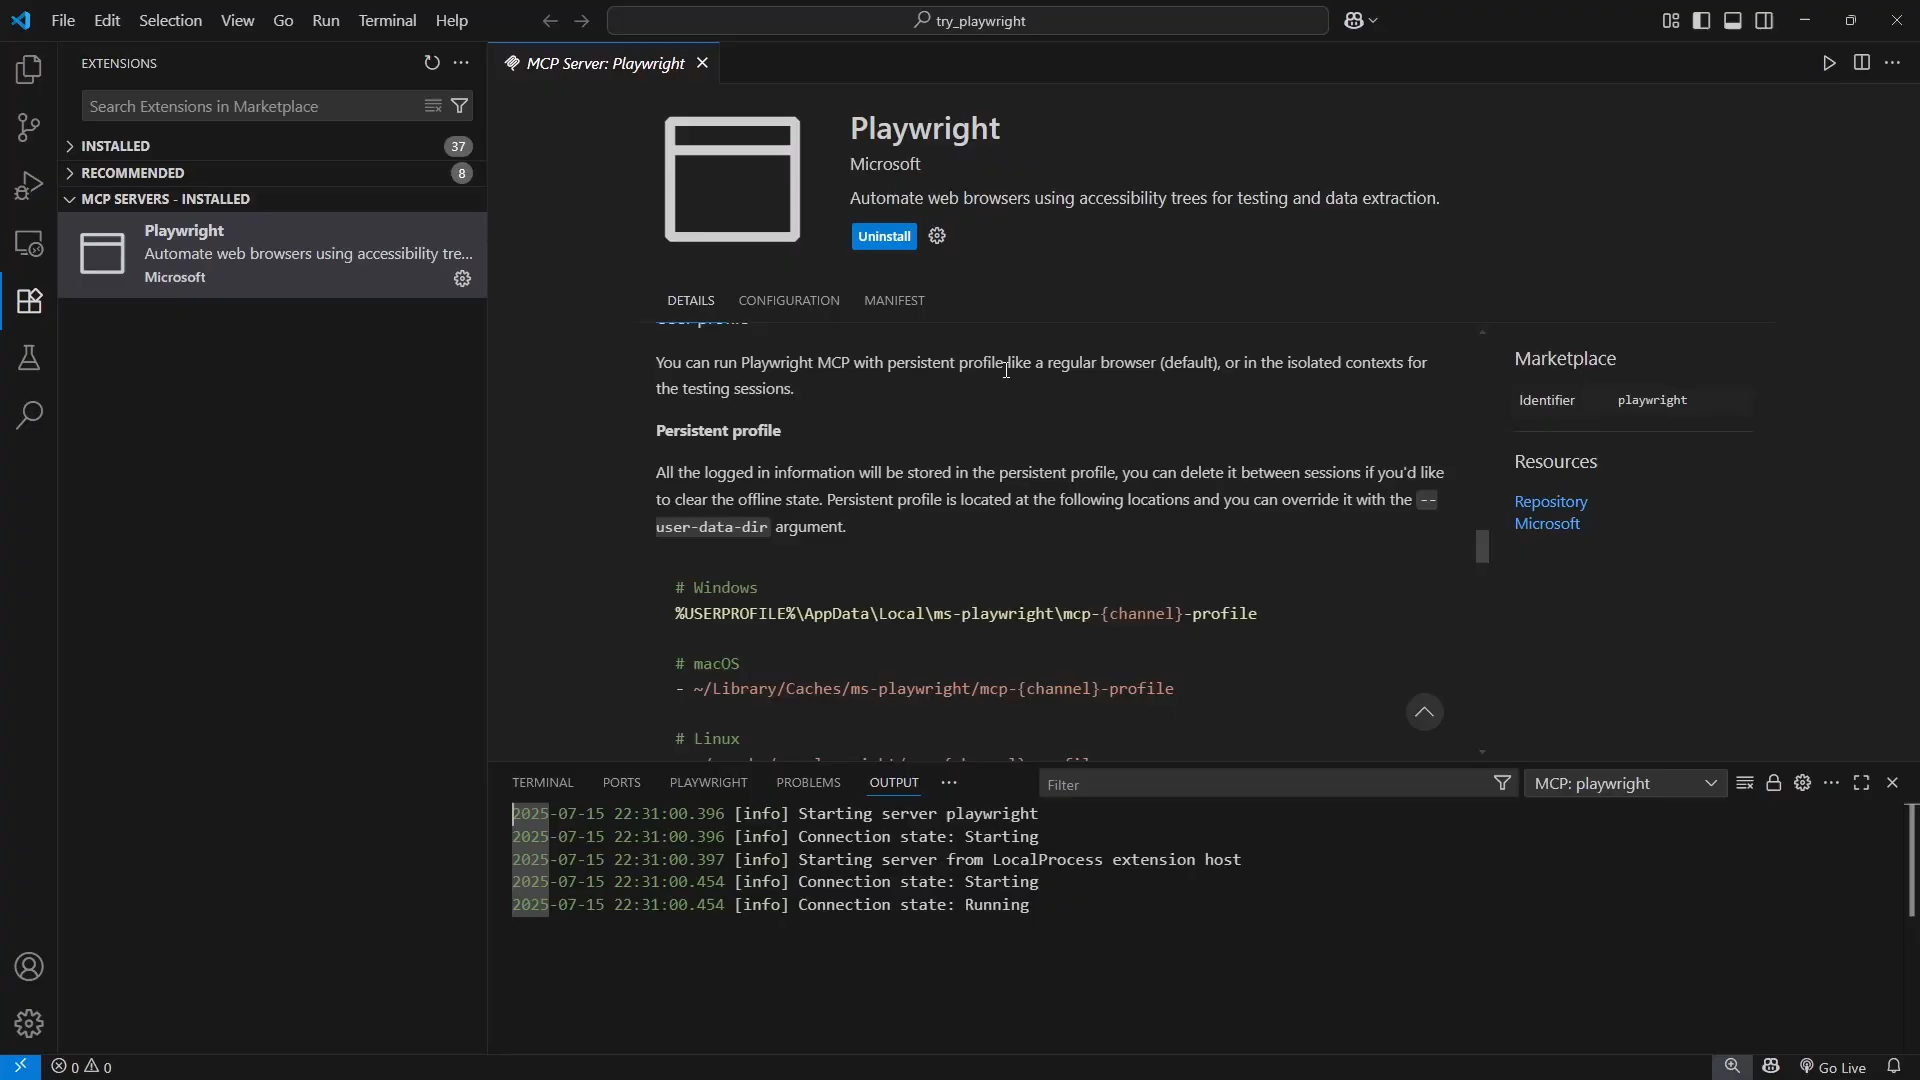 File Edit Selection View Go Run Terminal Help
try_playwright
EXTENSIONS
Search Extensions in Marketplace
INSTALLED 37
RECOMMENDED 8
MCP SERVERS - INSTALLED
Playwright
Automate web browsers using accessibility tre...
Microsoft
MCP Server: Playwright
Playwright
Microsoft
Automate web browsers using accessibility trees for testing and data extraction.
Uninstall
DETAILS CONFIGURATION MANIFEST
You can run Playwright MCP with persistent profile like a regular browser (default), or in the isolated contexts for
the testing sessions.
Persistent profile
All the logged in information will be stored in the persistent profile, you can delete it between sessions if you'd like
to clear the offline state. Persistent profile is located at the following locations and you can override it with the --
user-data-dir argument.
# Windows
%USERPROFILE%\AppData\Local\ms-playwright\mcp-{channel}-profile
# macOS
- ~/Library/Caches/ms-playwright/mcp-{channel}-profile
# Linux
Marketplace
Identifier playwright
Resources
Repository
Microsoft
TERMINAL PORTS PLAYWRIGHT PROBLEMS OUTPUT
Filter
MCP: playwright
2025-07-15 22:31:00.396 [info] Starting server playwright
2025-07-15 22:31:00.396 [info] Connection state: Starting
2025-07-15 22:31:00.397 [info] Starting server from LocalProcess extension host
2025-07-15 22:31:00.454 [info] Connection state: Starting
2025-07-15 22:31:00.454 [info] Connection state: Running
0 0
Go Live